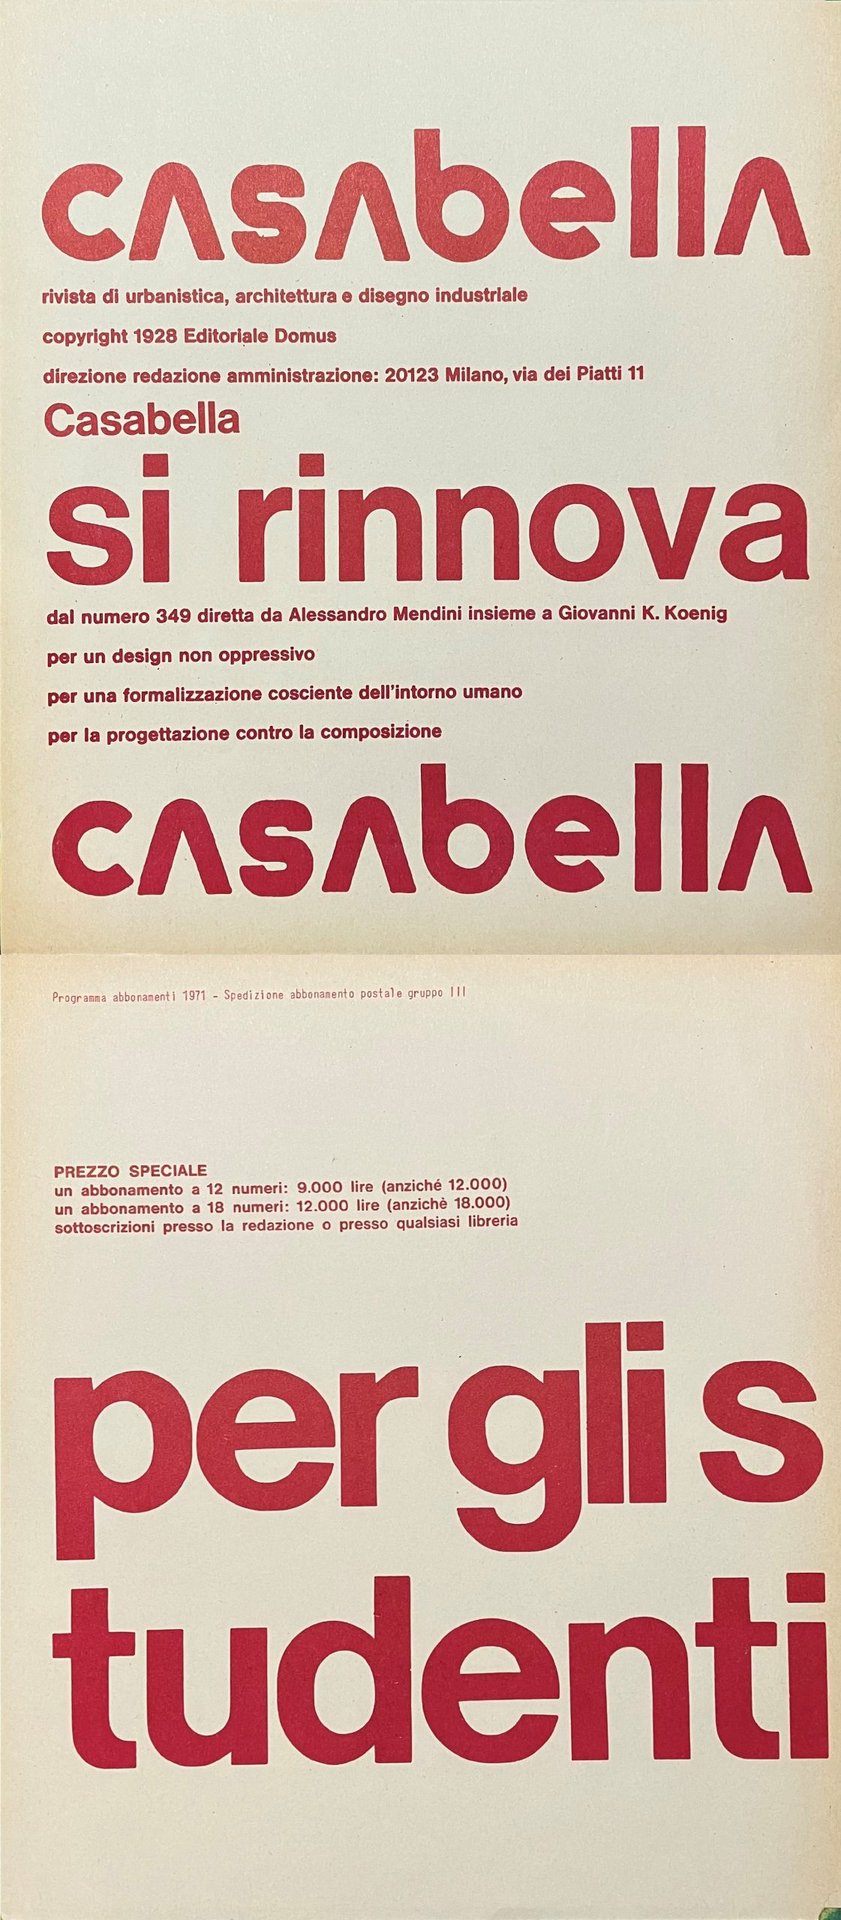 casabella
rivista di urbanistica, architettura e disegno industriale
copyright 1928 Editoriale Domus
direzione redazione amministrazione: 20123 Milano, via dei Piatti 11
Casabella
si rinnova
dal numero 349 diretta da Alessandro Mendini insieme a Giovanni K. Koenig
per un design non oppressivo
per una formalizzazione cosciente dell'intorno umano
per la progettazione contro la composizione
casabella
Programma abbonamenti 1971 - Spedizione abbonamento postale gruppo III
PREZZO SPECIALE
un abbonamento a 12 numeri: 9.000 lire (anziché 12.000)
un abbonamento a 18 numeri: 12.000 lire (anzichè 18.000)
sottoscrizioni presso la redazione o presso qualsiasi libreria
per gli s
tudenti